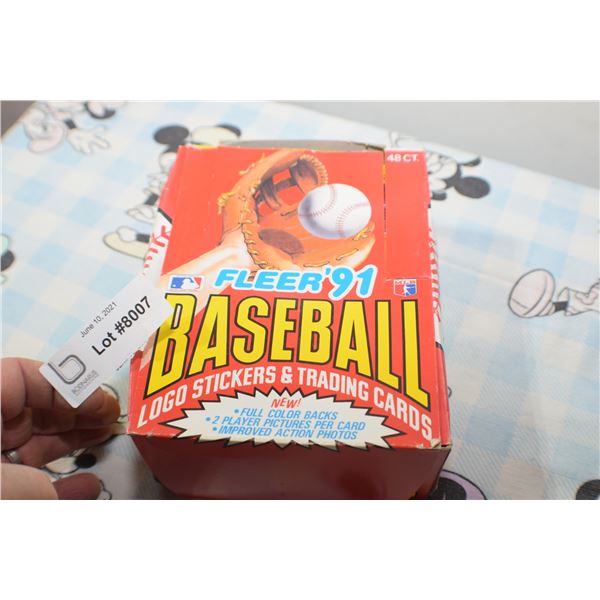 48 CT.
FLEER '91
BASEBALL
LOGO STICKERS & TRADING CARDS
NEW!
• FULL COLOR BACKS
• 2 PLAYER PICTURES PER CARD
• IMPROVED ACTION PHOTOS
June 10, 2021
Lot #8007
b